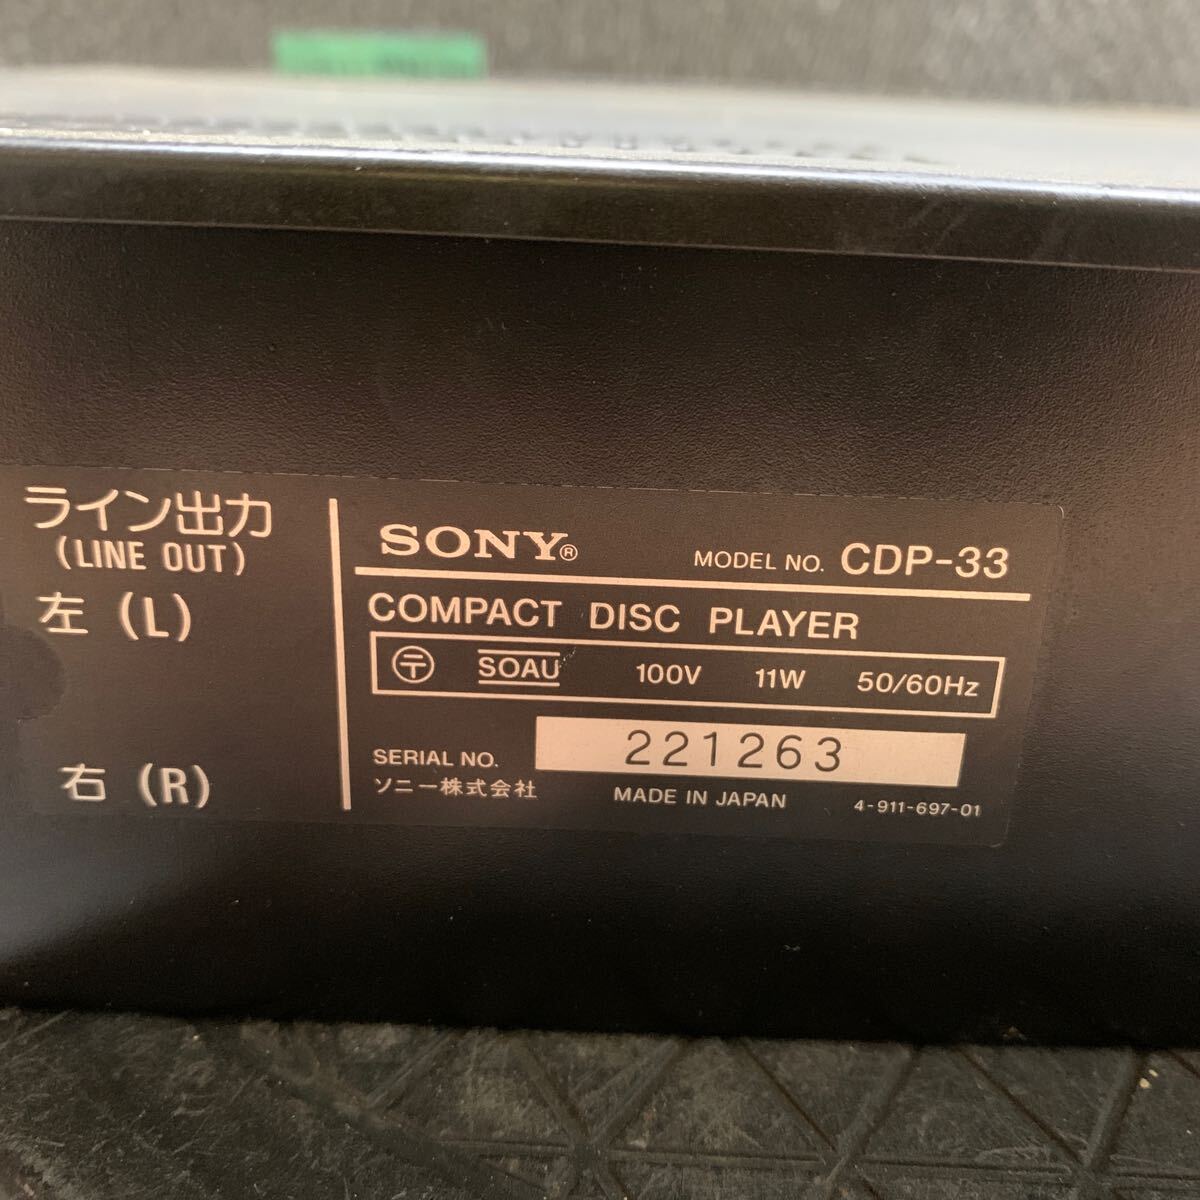 ライン出力
(LINE OUT)
左 (L)
右 (R)
SONY®
MODEL NO. CDP-33
COMPACT DISC PLAYER
〒 SOAU 100V 11W 50/60Hz
SERIAL NO. 221263
ソニー株式会社
MADE IN JAPAN 4-911-697-01